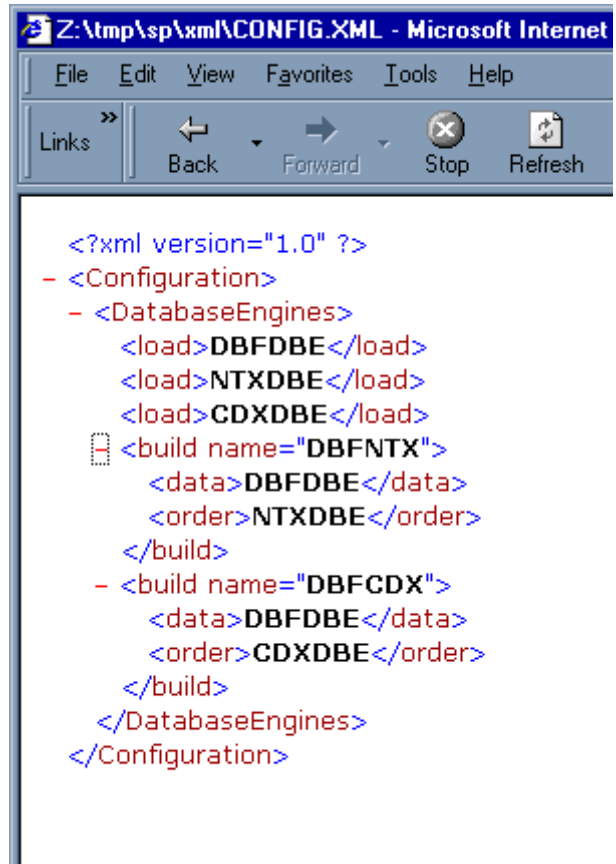 Z:\tmp\sp\xml\CONFIG.XML - Microsoft Internet
File Edit View Favorites Tools Help
Links » Back Forward Stop Refresh
<?xml version="1.0" ?>
- <Configuration>
- <DatabaseEngines>
<load>DBFDBE</load>
<load>NTXDBE</load>
<load>CDXDBE</load>
- <build name="DBFNTX">
<data>DBFDBE</data>
<order>NTXDBE</order>
</build>
- <build name="DBFCDX">
<data>DBFDBE</data>
<order>CDXDBE</order>
</build>
</DatabaseEngines>
</Configuration>